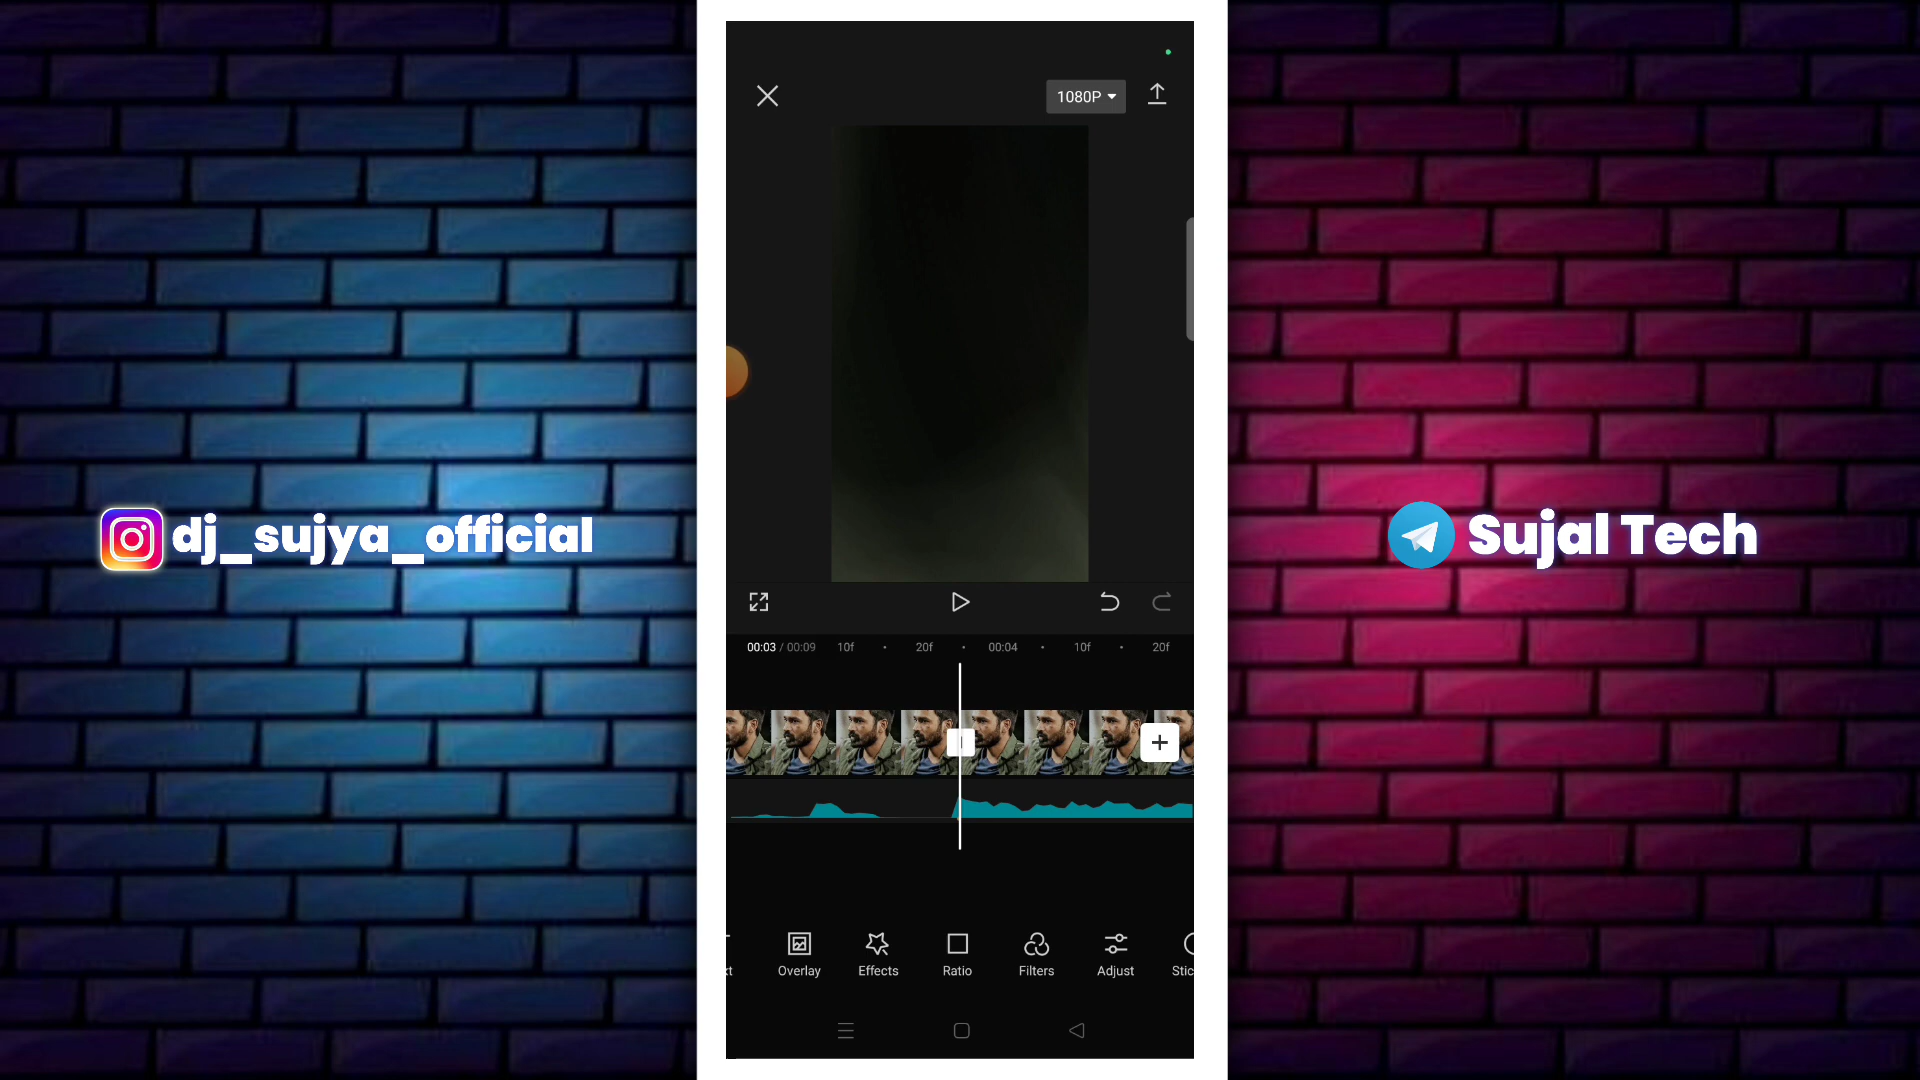 1080P
dj_sujya_official
Sujal Tech
00:03 / 00:09 10f 20f 00:04 10f 20f
Overlay Effects Ratio Filters Adjust